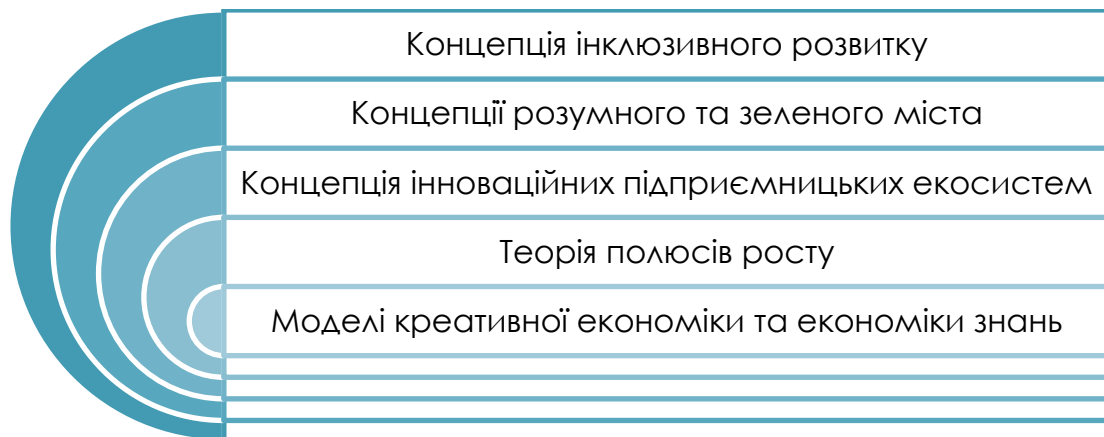 Концепція інклюзивного розвитку
Концепції розумного та зеленого міста
Концепція інноваційних підприємницьких екосистем
Теорія полюсів росту
Моделі креативної економіки та економіки знань